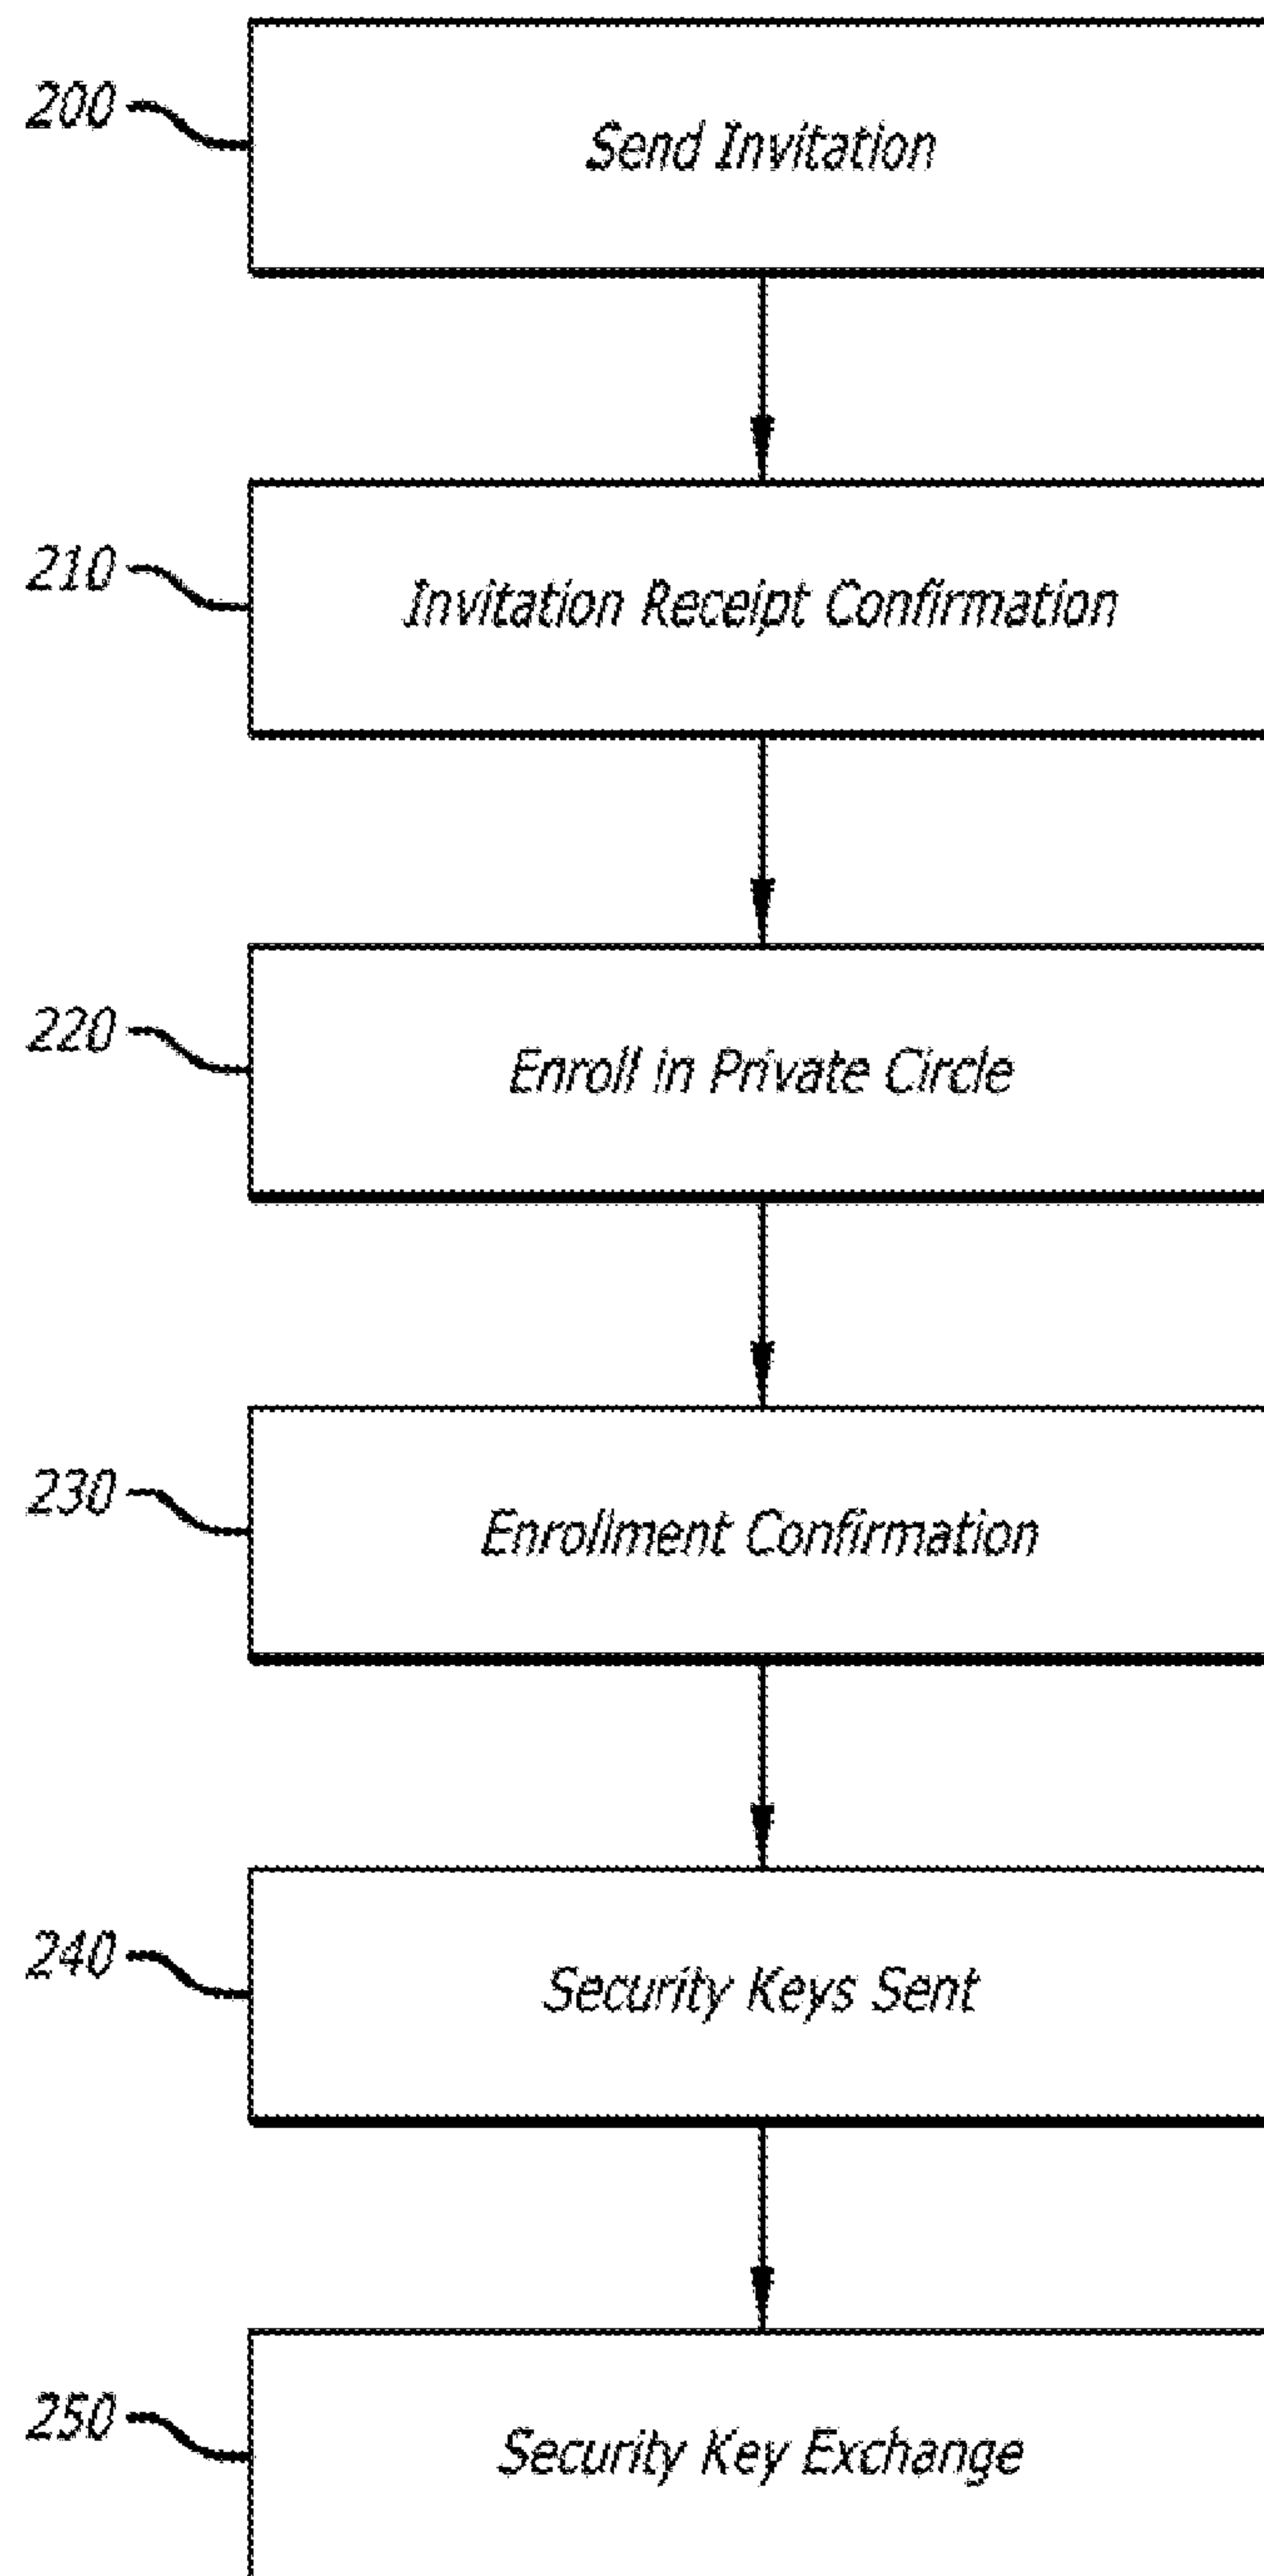 200
Send Invitation
210
Invitation Receipt Confirmation
220
Enroll in Private Circle
230
Enrollment Confirmation
240
Security Keys Sent
250
Security Key Exchange